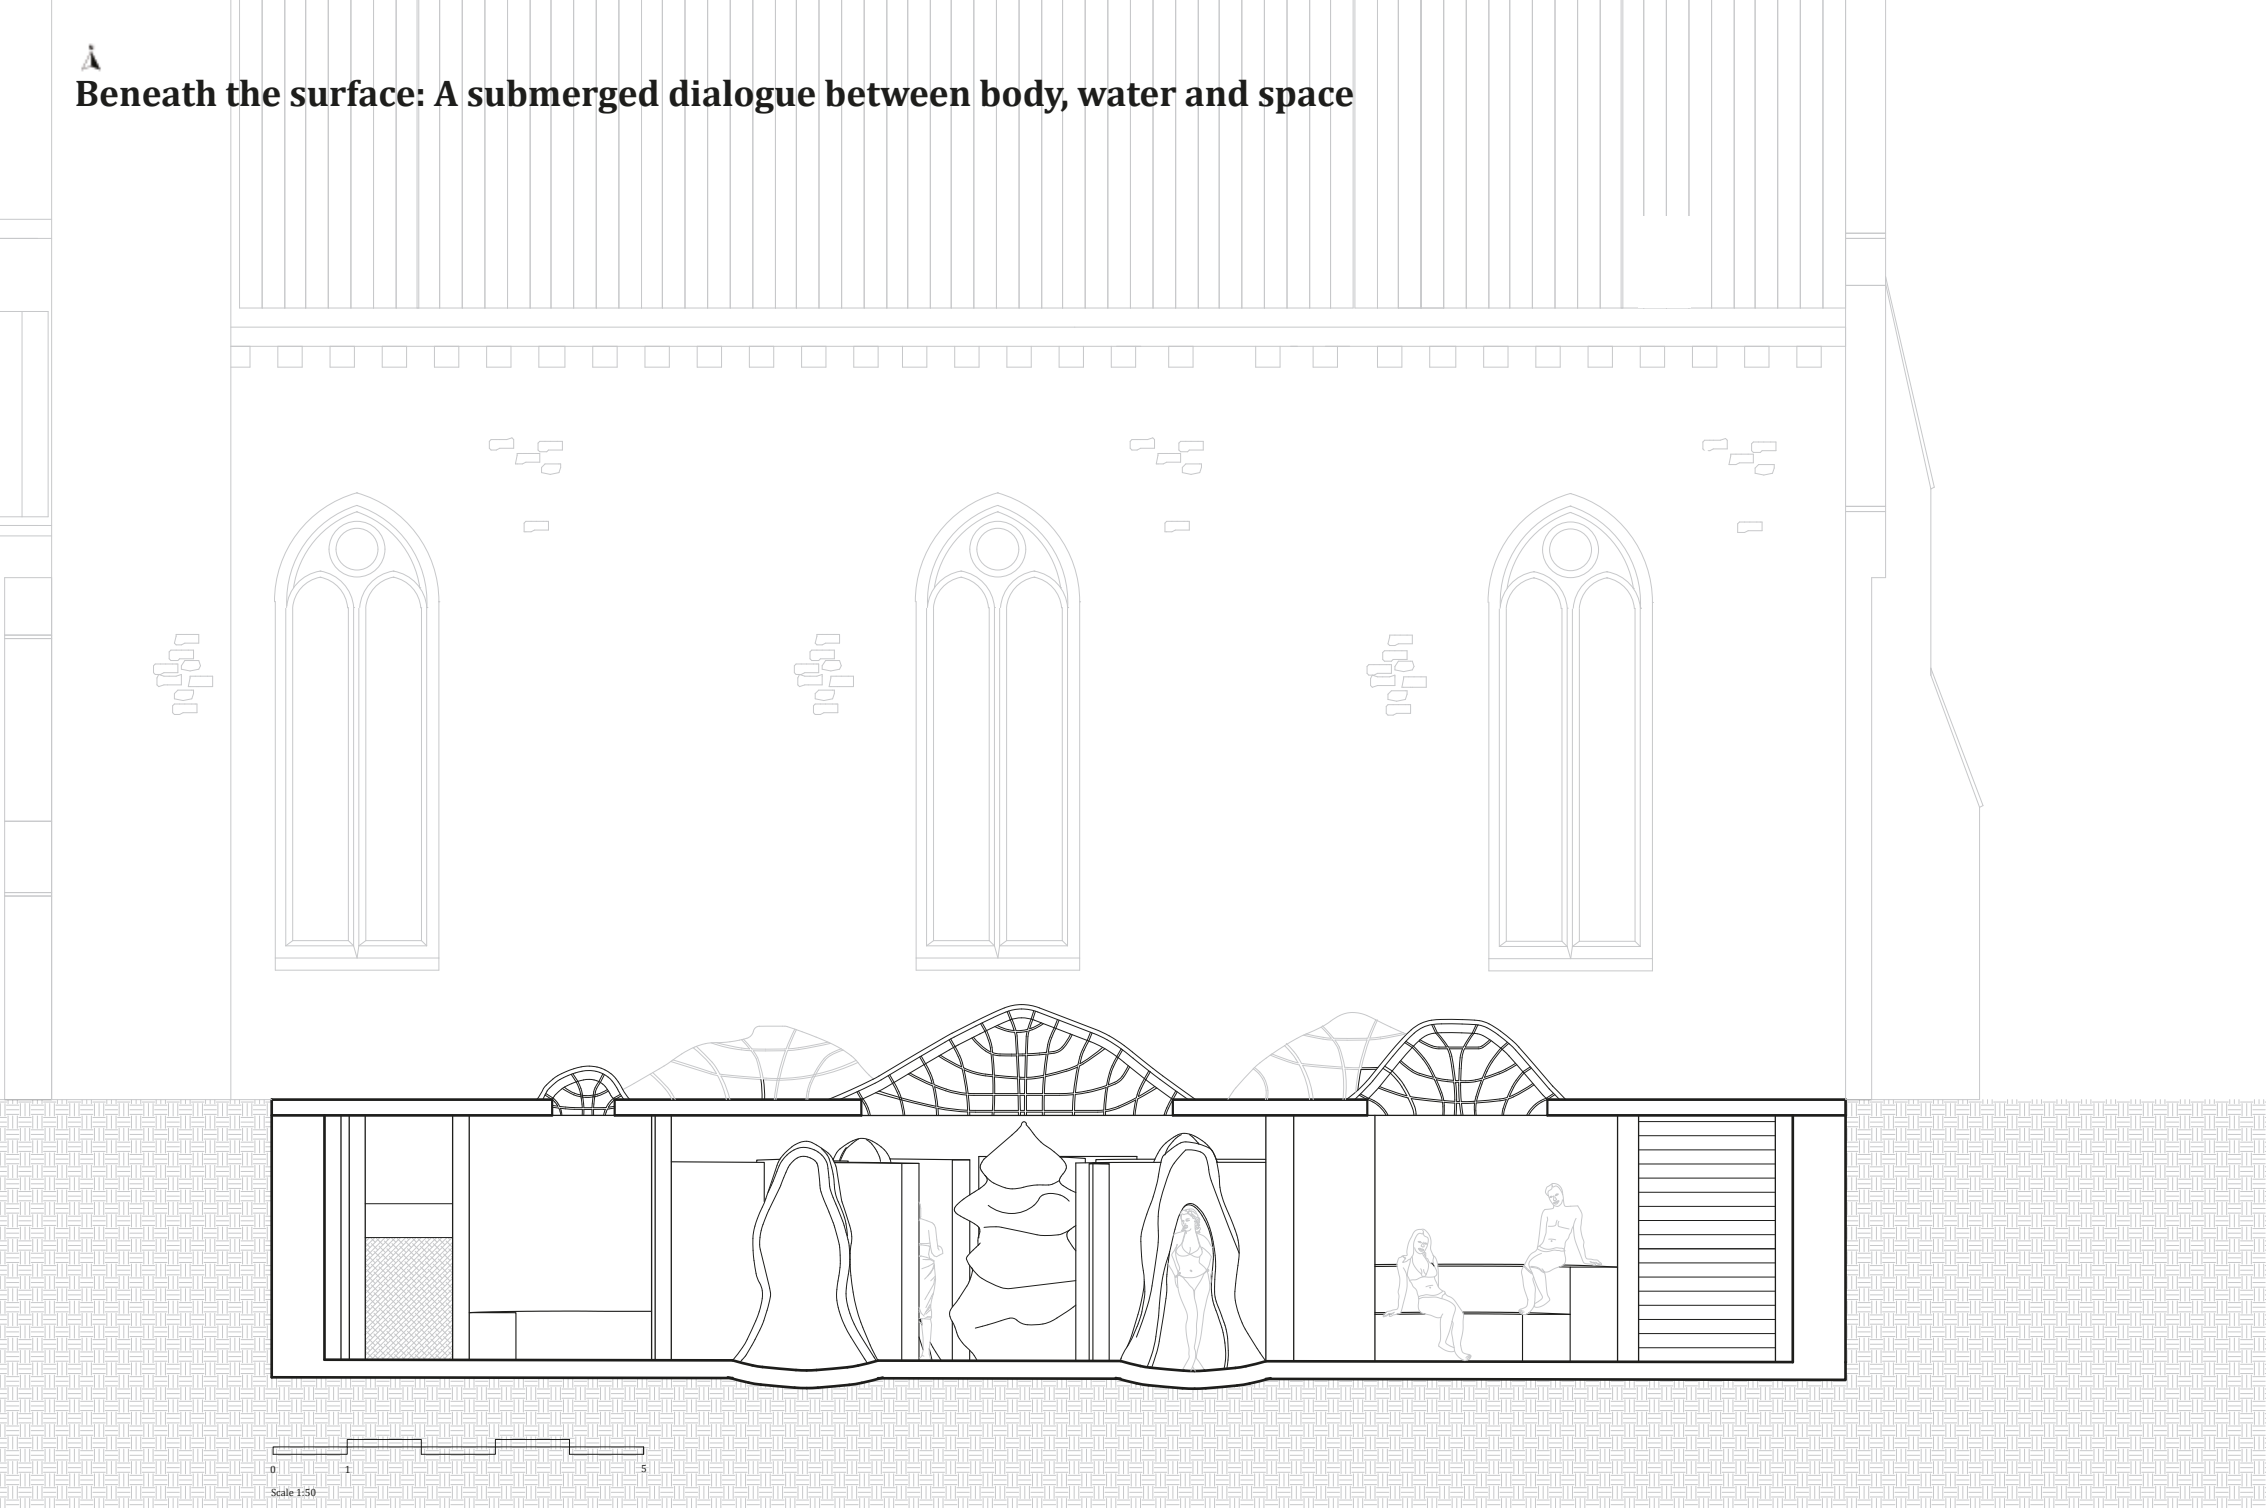 Beneath the surface: A submerged dialogue between body, water and space
0 1 5
Scale 1:50